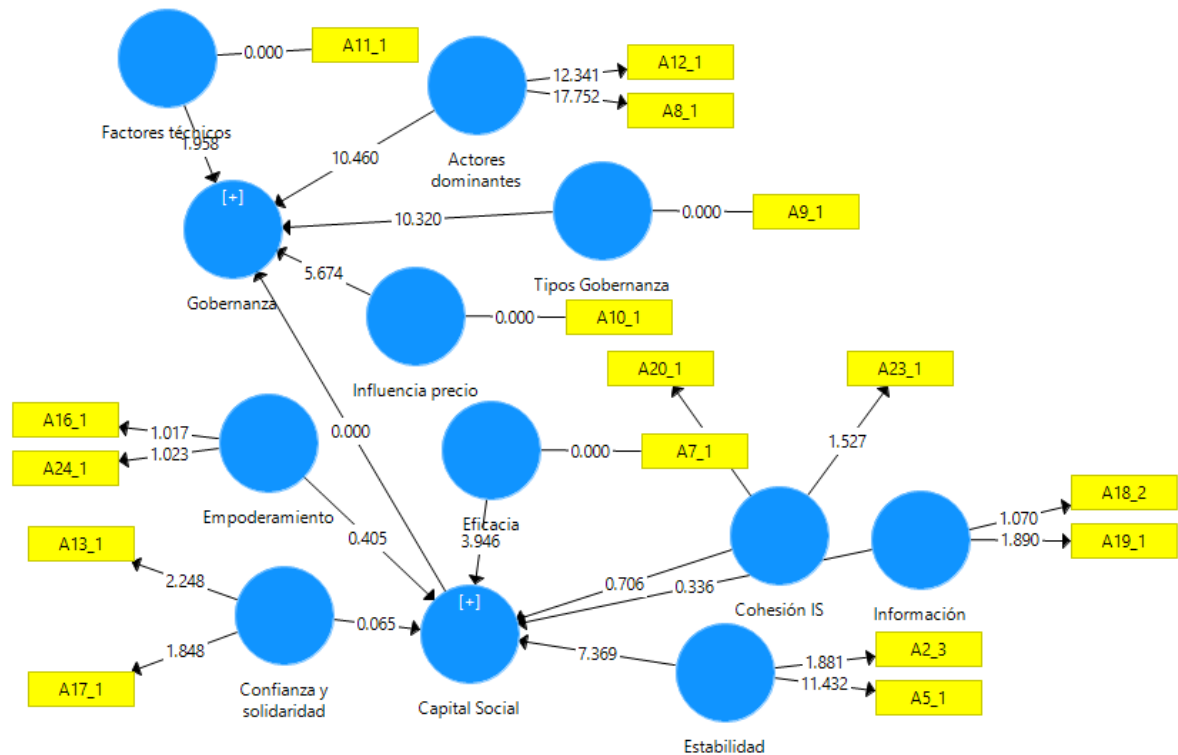 A11_1
0.000
Factores técnicos
1.958
A12_1
12.341
17.752
A8_1
Actores
dominantes
10.460
[+]
Gobernanza
10.320
0.000
A9_1
Tipos Gobernanza
5.674
0.000
A10_1
Influencia precio
A20_1
A23_1
A16_1
1.017
1.023
A24_1
Empoderamiento
0.405
0.000
0.000
A7_1
Eficacia
3.946
1.527
A18_2
1.070
1.890
A19_1
Información
Cohesión IS
0.706
0.336
A13_1
2.248
1.848
A17_1
0.065
Confianza y
solidaridad
[+]
Capital Social
7.369
A2_3
1.881
11.432
A5_1
Estabilidad